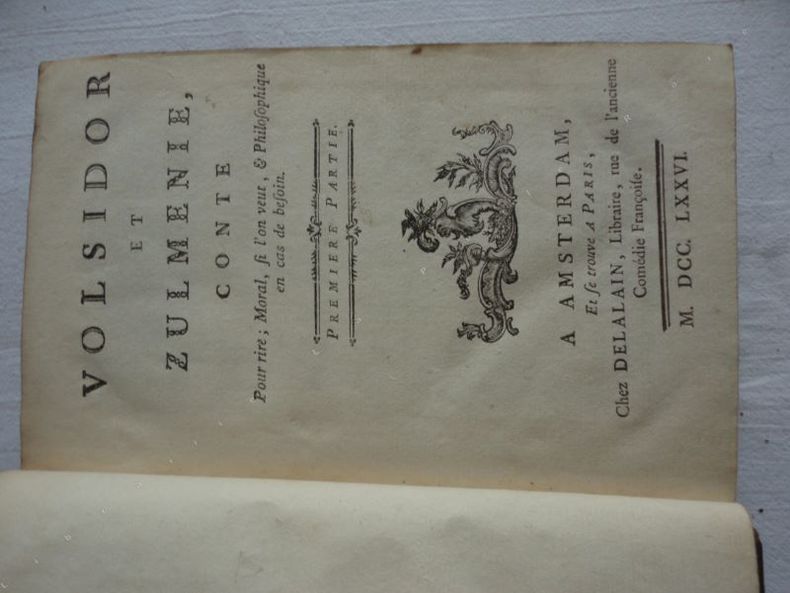 VOLSIDOR
ET
ZULMENIE,
CONTE
Pour rire ; Moral, ſi l'on veut, & Philoſophique
en cas de beſoin.
PREMIERE PARTIE.
A AMSTERDAM,
Et ſe trouve A PARIS,
Chez DELALAIN, Libraire, rue de l'ancienne
Comédie Françoiſe.
M. DCC. LXXVI.